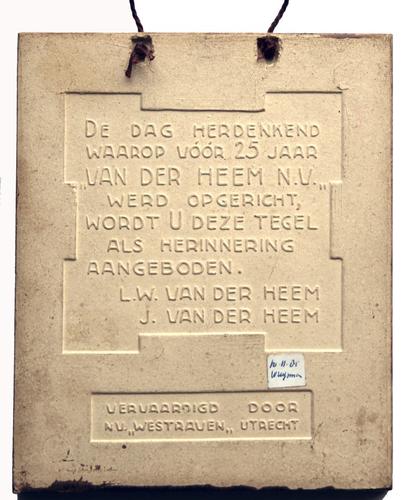 DE DAG HERDENKEND
WAAROP VÓÓR 25 JAAR
„VAN DER HEEM N.V.„
WERD OPGERICHT,
WORDT U DEZE TEGEL
ALS HERINNERING
AANGEBODEN.
L.W. VAN DER HEEM
J. VAN DER HEEM
VERVAARDIGD DOOR
N.V. „WESTRAVEN„ UTRECHT